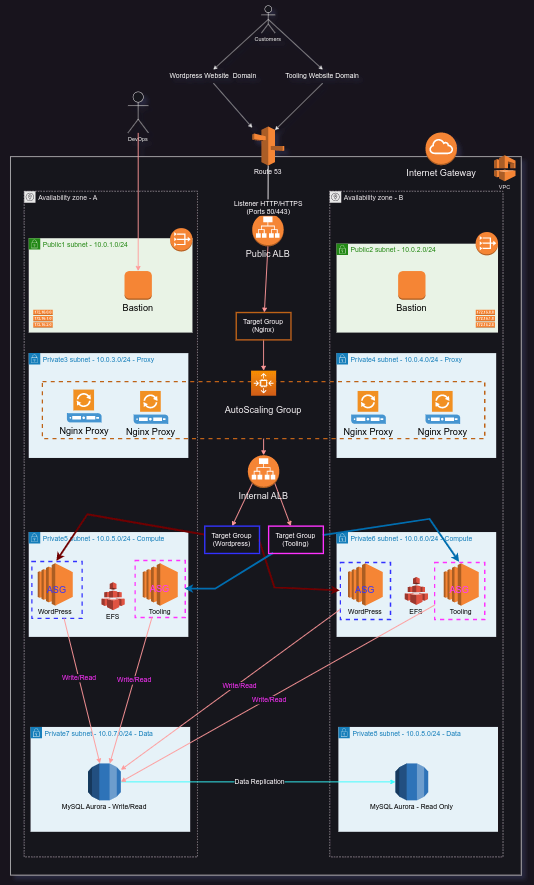 Customers
Wordpress Website Domain
Tooling Website Domain
DevOps
Route 53
Internet Gateway
VPC
Availability zone - A
Availability zone - B
Listener HTTP/HTTPS
(Ports 80/443)
Public ALB
Public1 subnet - 10.0.1.0/24
Public2 subnet - 10.0.2.0/24
Bastion
Bastion
Target Group
(Nginx)
Private3 subnet - 10.0.3.0/24 - Proxy
Private4 subnet - 10.0.4.0/24 - Proxy
AutoScaling Group
Nginx Proxy
Nginx Proxy
Nginx Proxy
Nginx Proxy
Internal ALB
Target Group
(Wordpress)
Target Group
(Tooling)
Private5 subnet - 10.0.5.0/24 - Compute
Private6 subnet - 10.0.6.0/24 - Compute
ASG
WordPress
EFS
ASG
Tooling
ASG
WordPress
EFS
ASG
Tooling
Write/Read
Write/Read
Write/Read
Write/Read
Private7 subnet - 10.0.7.0/24 - Data
Private8 subnet - 10.0.5.0/24 - Data
Data Replication
MySQL Aurora - Write/Read
MySQL Aurora - Read Only